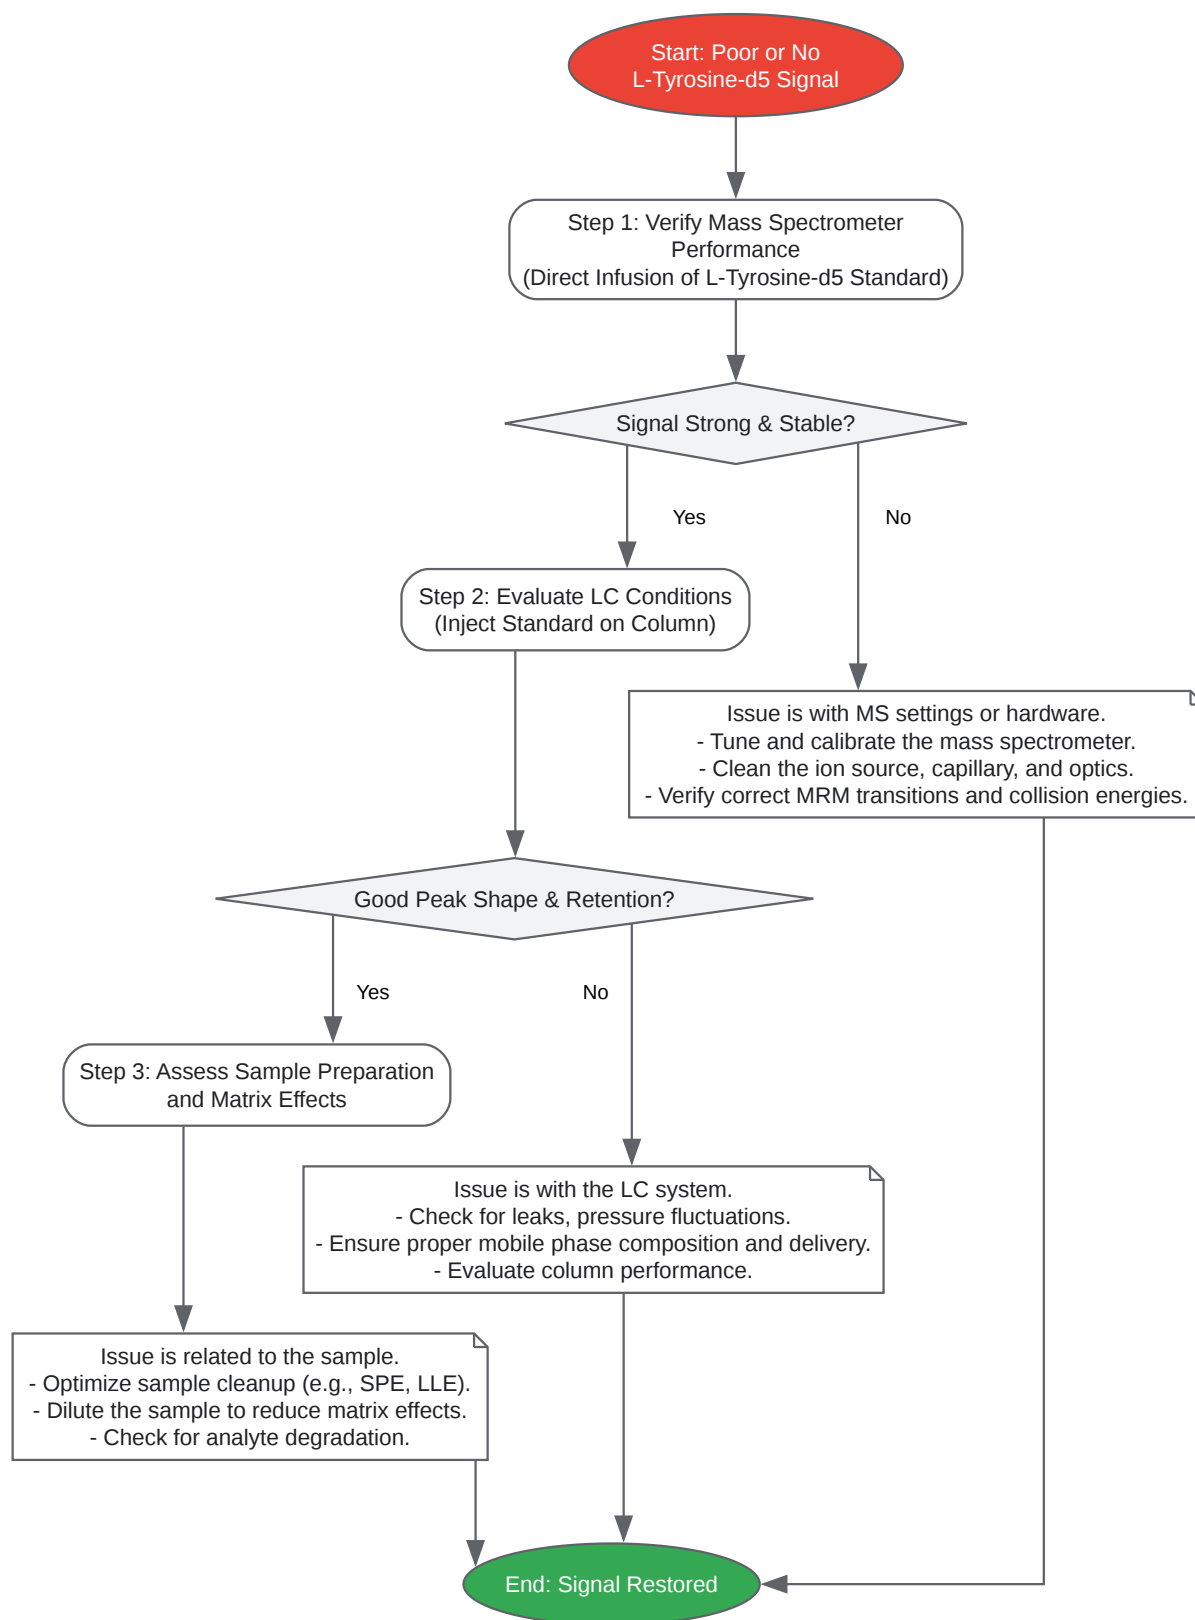 Start: Poor or No
L-Tyrosine-d5 Signal
Step 1: Verify Mass Spectrometer
Performance
(Direct Infusion of L-Tyrosine-d5 Standard)
Signal Strong & Stable?
Yes
No
Step 2: Evaluate LC Conditions
(Inject Standard on Column)
Issue is with MS settings or hardware.
- Tune and calibrate the mass spectrometer.
- Clean the ion source, capillary, and optics.
- Verify correct MRM transitions and collision energies.
Good Peak Shape & Retention?
Yes
No
Step 3: Assess Sample Preparation
and Matrix Effects
Issue is with the LC system.
- Check for leaks, pressure fluctuations.
- Ensure proper mobile phase composition and delivery.
- Evaluate column performance.
Issue is related to the sample.
- Optimize sample cleanup (e.g., SPE, LLE).
- Dilute the sample to reduce matrix effects.
- Check for analyte degradation.
End: Signal Restored